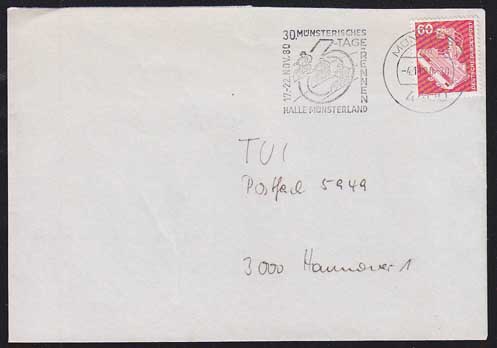 30. MÜNSTERISCHES
6-TAGE
RENNEN
17.-22. NOV. 80
HALLE MÜNSTERLAND
60
DEUTSCHE BUNDESPOST
TUI
Postfach 5949
3000 Hannover 1